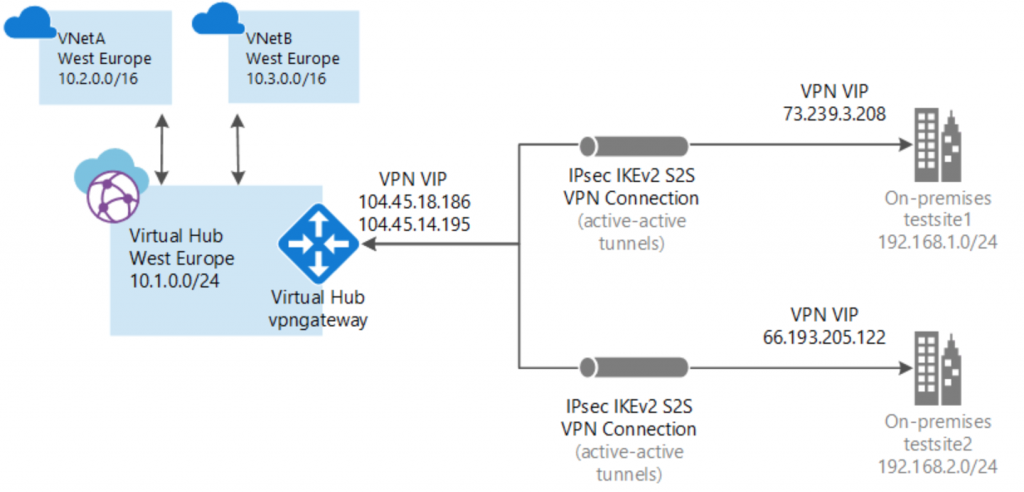 VNetA
West Europe
10.2.0.0/16
VNetB
West Europe
10.3.0.0/16
Virtual Hub
West Europe
10.1.0.0/24
Virtual Hub
vpngateway
VPN VIP
104.45.18.186
104.45.14.195
IPsec IKEv2 S2S
VPN Connection
(active-active
tunnels)
VPN VIP
73.239.3.208
On-premises
testsite1
192.168.1.0/24
IPsec IKEv2 S2S
VPN Connection
(active-active
tunnels)
VPN VIP
66.193.205.122
On-premises
testsite2
192.168.2.0/24